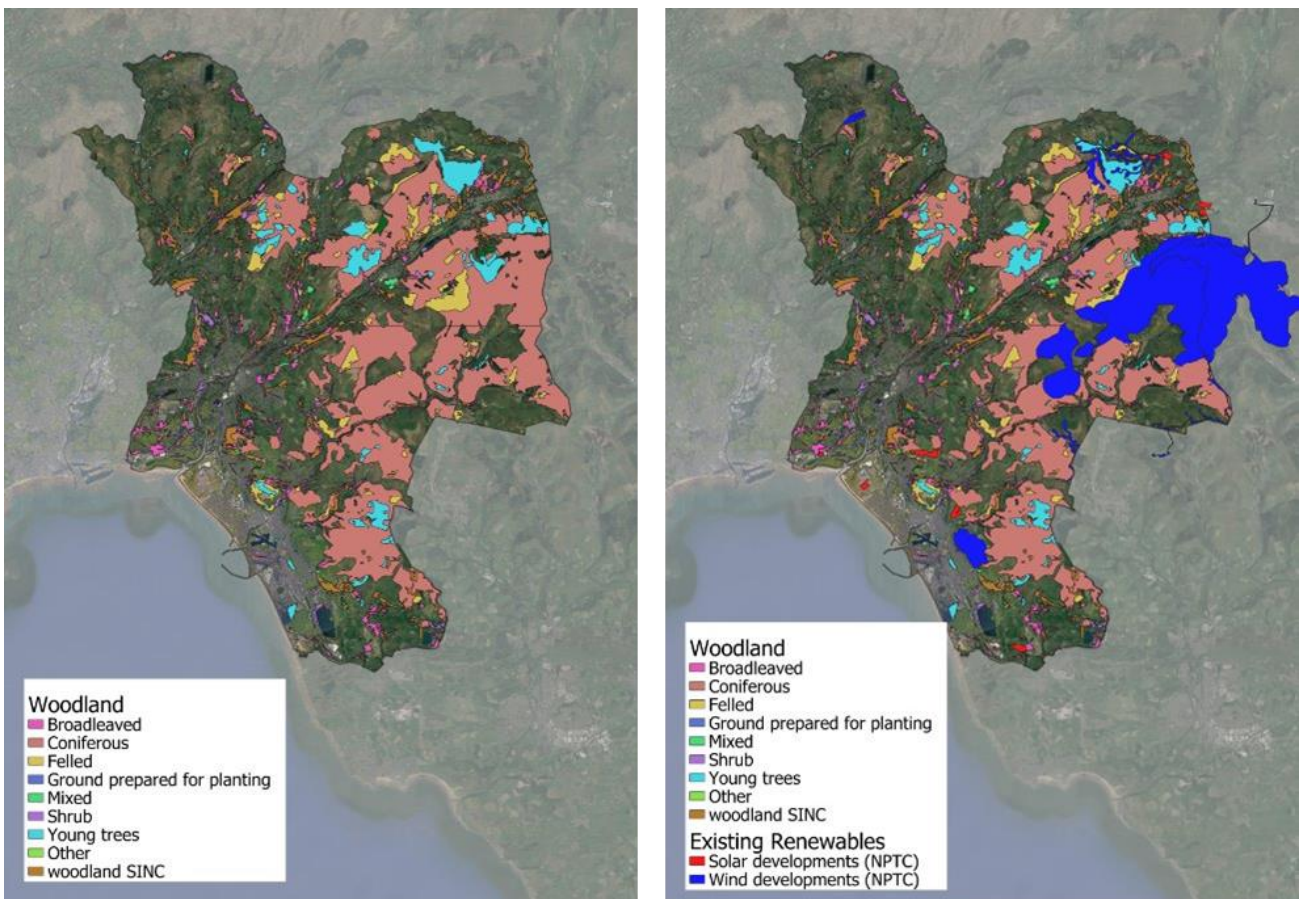 Woodland
Broadleaved
Coniferous
Felled
Ground prepared for planting
Mixed
Shrub
Young trees
Other
woodland SINC
Woodland
Broadleaved
Coniferous
Felled
Ground prepared for planting
Mixed
Shrub
Young trees
Other
woodland SINC
Existing Renewables
Solar developments (NPTC)
Wind developments (NPTC)